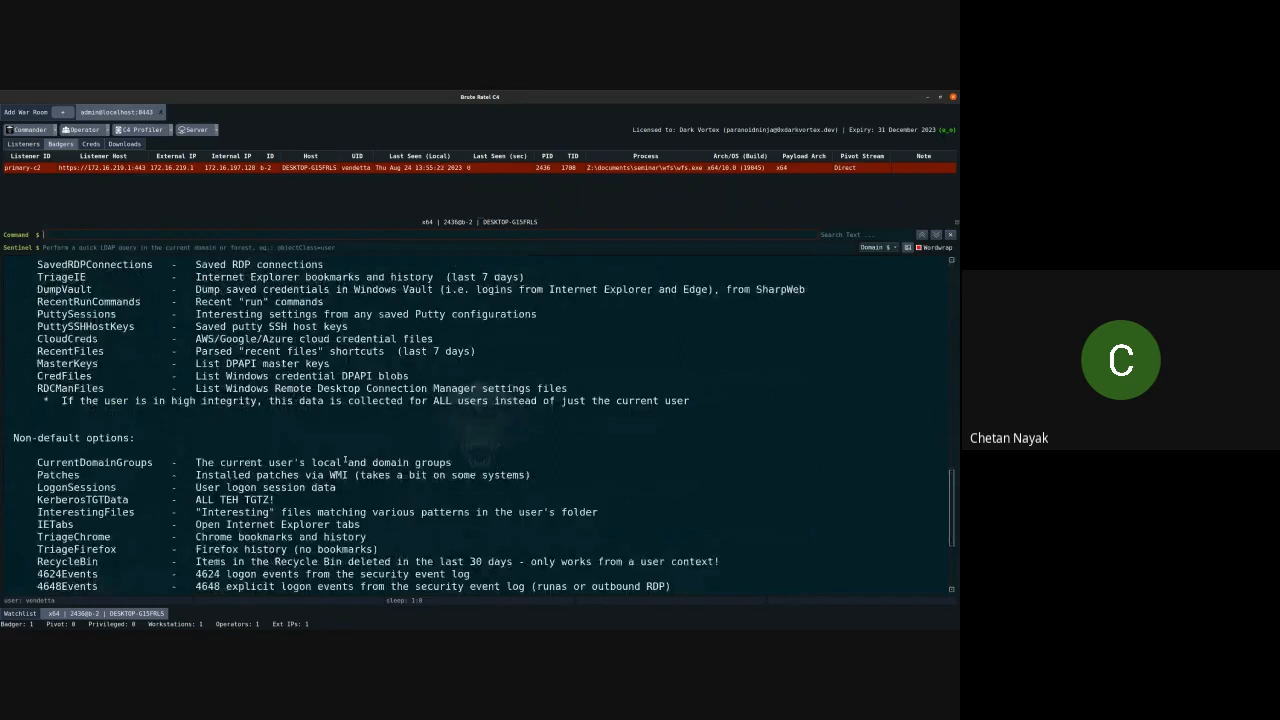 Brute Ratel C4
Add War Room + admin@localhost:8443
Commander Operator C4 Profiler Server
Licensed to: Dark Vortex (paranoidninja@0xdarkvortex.dev) | Expiry: 31 December 2023 (0_0)
Listeners Badgers Creds Downloads
Listener ID Listener Host External IP Internal IP ID Host UID Last Seen (Local) Last Seen (sec) PID TID Process Arch/OS (Build) Payload Arch Pivot Stream Note
primary-c2 https://172.16.219.1:443 172.16.219.1 172.16.197.128 b-2 DESKTOP-G15FRLS vendetta Thu Aug 24 13:55:22 2023 0 2436 1708 Z:\documents\seminar\wfs\wfs.exe x64/10.0 (19045) x64 Direct
x64 | 2436@b-2 | DESKTOP-G15FRLS
Command $ Search Text ...
Sentinel $ Perform a quick LDAP query in the current domain or forest, eg.: objectClass=user Domain $ Wordwrap
SavedRDPConnections - Saved RDP connections
TriageIE - Internet Explorer bookmarks and history (last 7 days)
DumpVault - Dump saved credentials in Windows Vault (i.e. logins from Internet Explorer and Edge), from SharpWeb
RecentRunCommands - Recent "run" commands
PuttySessions - Interesting settings from any saved Putty configurations
PuttySSHHostKeys - Saved putty SSH host keys
CloudCreds - AWS/Google/Azure cloud credential files
RecentFiles - Parsed "recent files" shortcuts (last 7 days)
MasterKeys - List DPAPI master keys
CredFiles - List Windows credential DPAPI blobs
RDCManFiles - List Windows Remote Desktop Connection Manager settings files
* If the user is in high integrity, this data is collected for ALL users instead of just the current user
Non-default options:
CurrentDomainGroups - The current user's local and domain groups
Patches - Installed patches via WMI (takes a bit on some systems)
LogonSessions - User logon session data
KerberosTGTData - ALL TEH TGTZ!
InterestingFiles - "Interesting" files matching various patterns in the user's folder
IETabs - Open Internet Explorer tabs
TriageChrome - Chrome bookmarks and history
TriageFirefox - Firefox history (no bookmarks)
RecycleBin - Items in the Recycle Bin deleted in the last 30 days - only works from a user context!
4624Events - 4624 logon events from the security event log
4648Events - 4648 explicit logon events from the security event log (runas or outbound RDP)
user: vendetta sleep: 1:0
Watchlist x64 | 2436@b-2 | DESKTOP-G15FRLS
Badger: 1 Pivot: 0 Privileged: 0 Workstations: 1 Operators: 1 Ext IPs: 1
C
Chetan Nayak